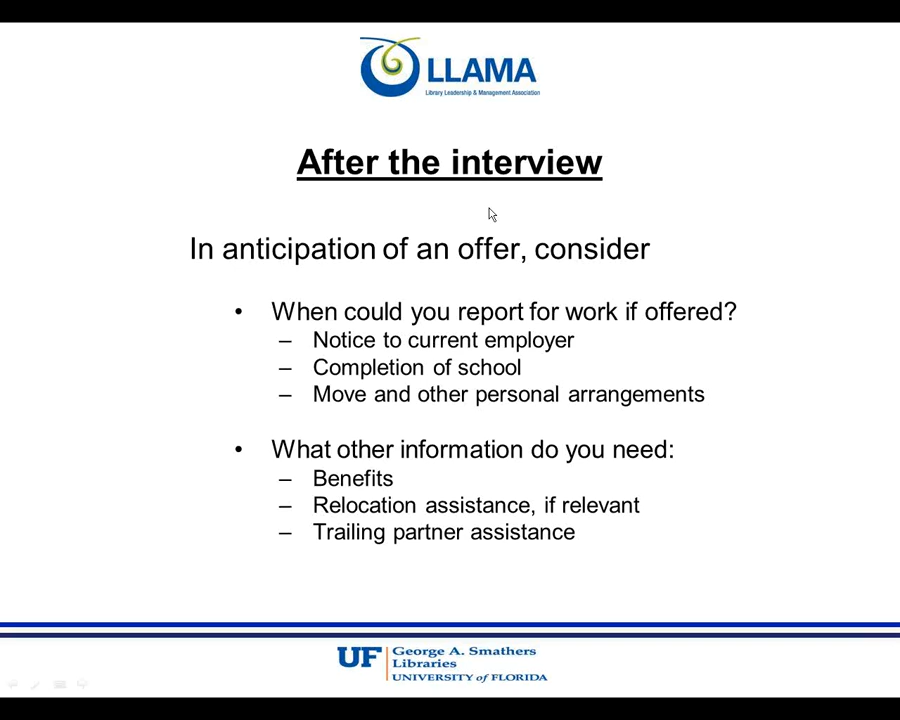 LLAMA
Library Leadership & Management Association
After the interview
In anticipation of an offer, consider
• When could you report for work if offered?
– Notice to current employer
– Completion of school
– Move and other personal arrangements
• What other information do you need:
– Benefits
– Relocation assistance, if relevant
– Trailing partner assistance
UF George A. Smathers
Libraries
UNIVERSITY of FLORIDA